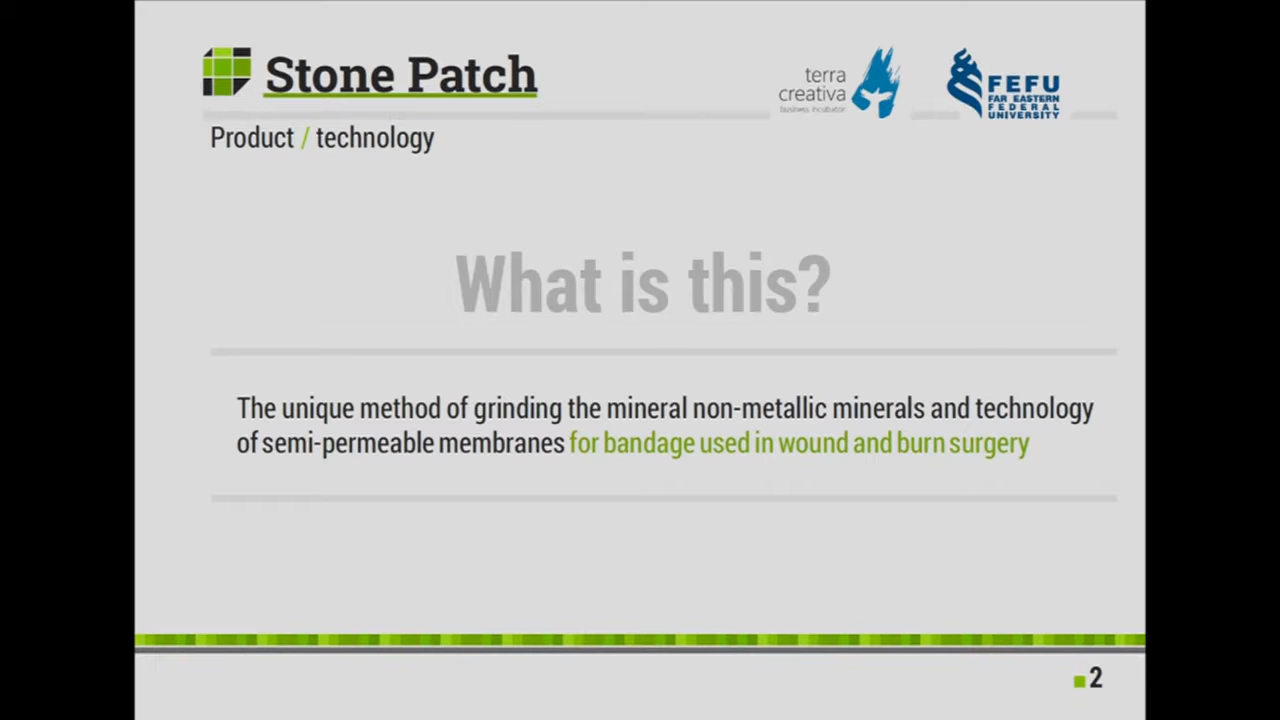 Stone Patch
terra
creativa
business incubator
FEFU
FAR EASTERN
FEDERAL
UNIVERSITY
Product / technology
What is this?
The unique method of grinding the mineral non-metallic minerals and technology
of semi-permeable membranes for bandage used in wound and burn surgery
2